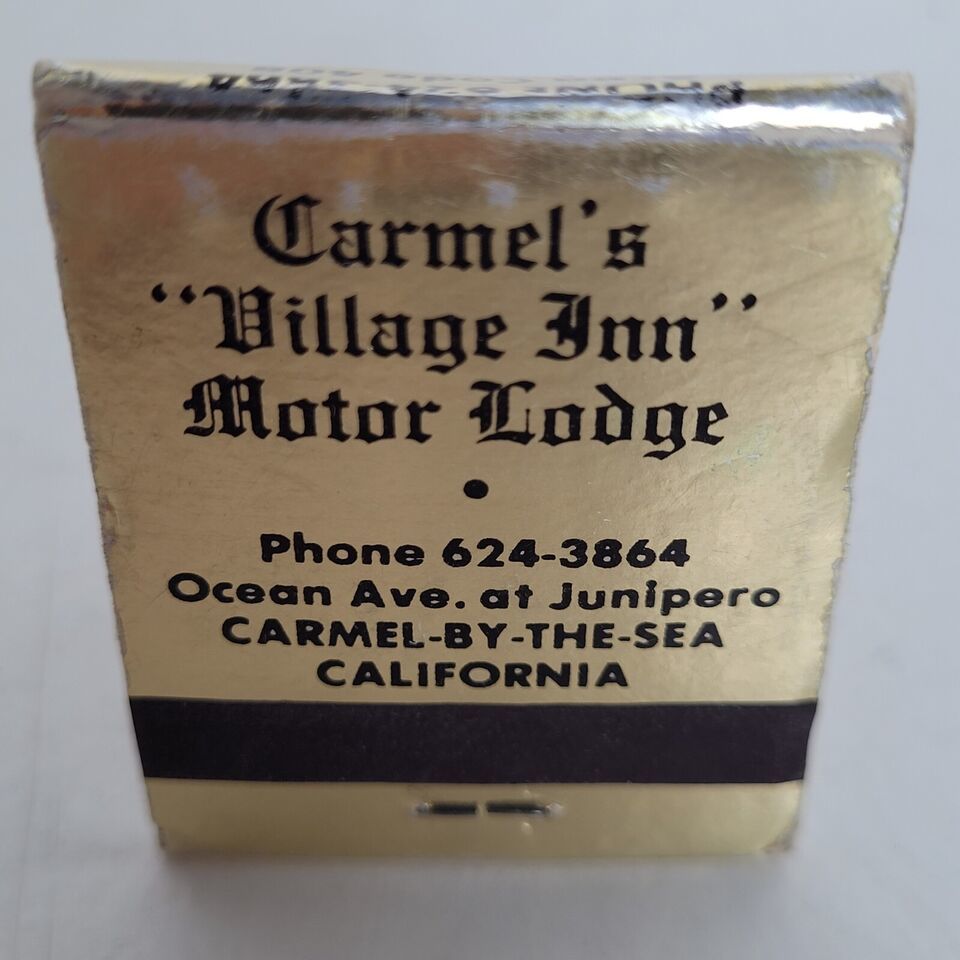 Carmel's
"Village Inn"
Motor Lodge
•
Phone 624-3864
Ocean Ave. at Junipero
CARMEL-BY-THE-SEA
CALIFORNIA